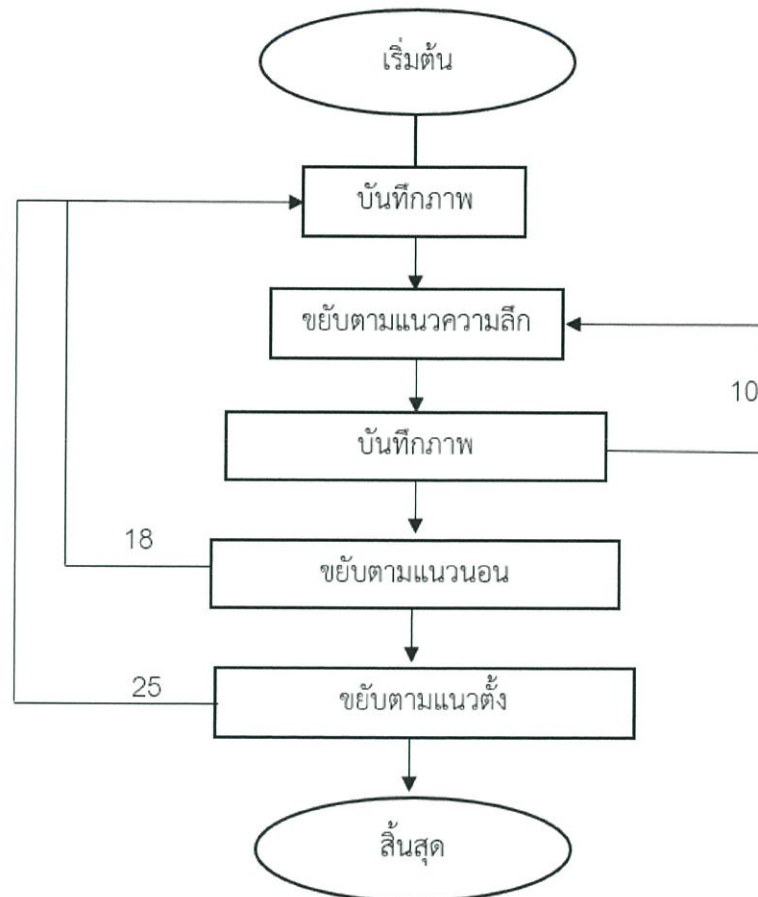 เริ่มต้น
บันทึกภาพ
ขยับตามแนวความลึก
10
บันทึกภาพ
18
ขยับตามแนวนอน
25
ขยับตามแนวตั้ง
สิ้นสุด